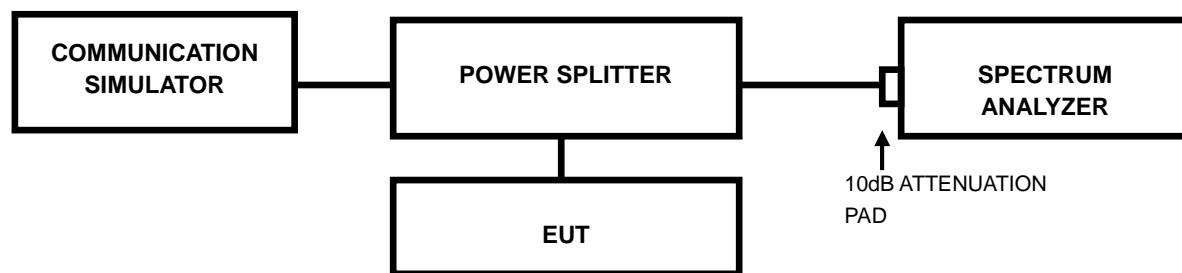 COMMUNICATION
SIMULATOR
POWER SPLITTER
SPECTRUM
ANALYZER
10dB ATTENUATION
PAD
EUT